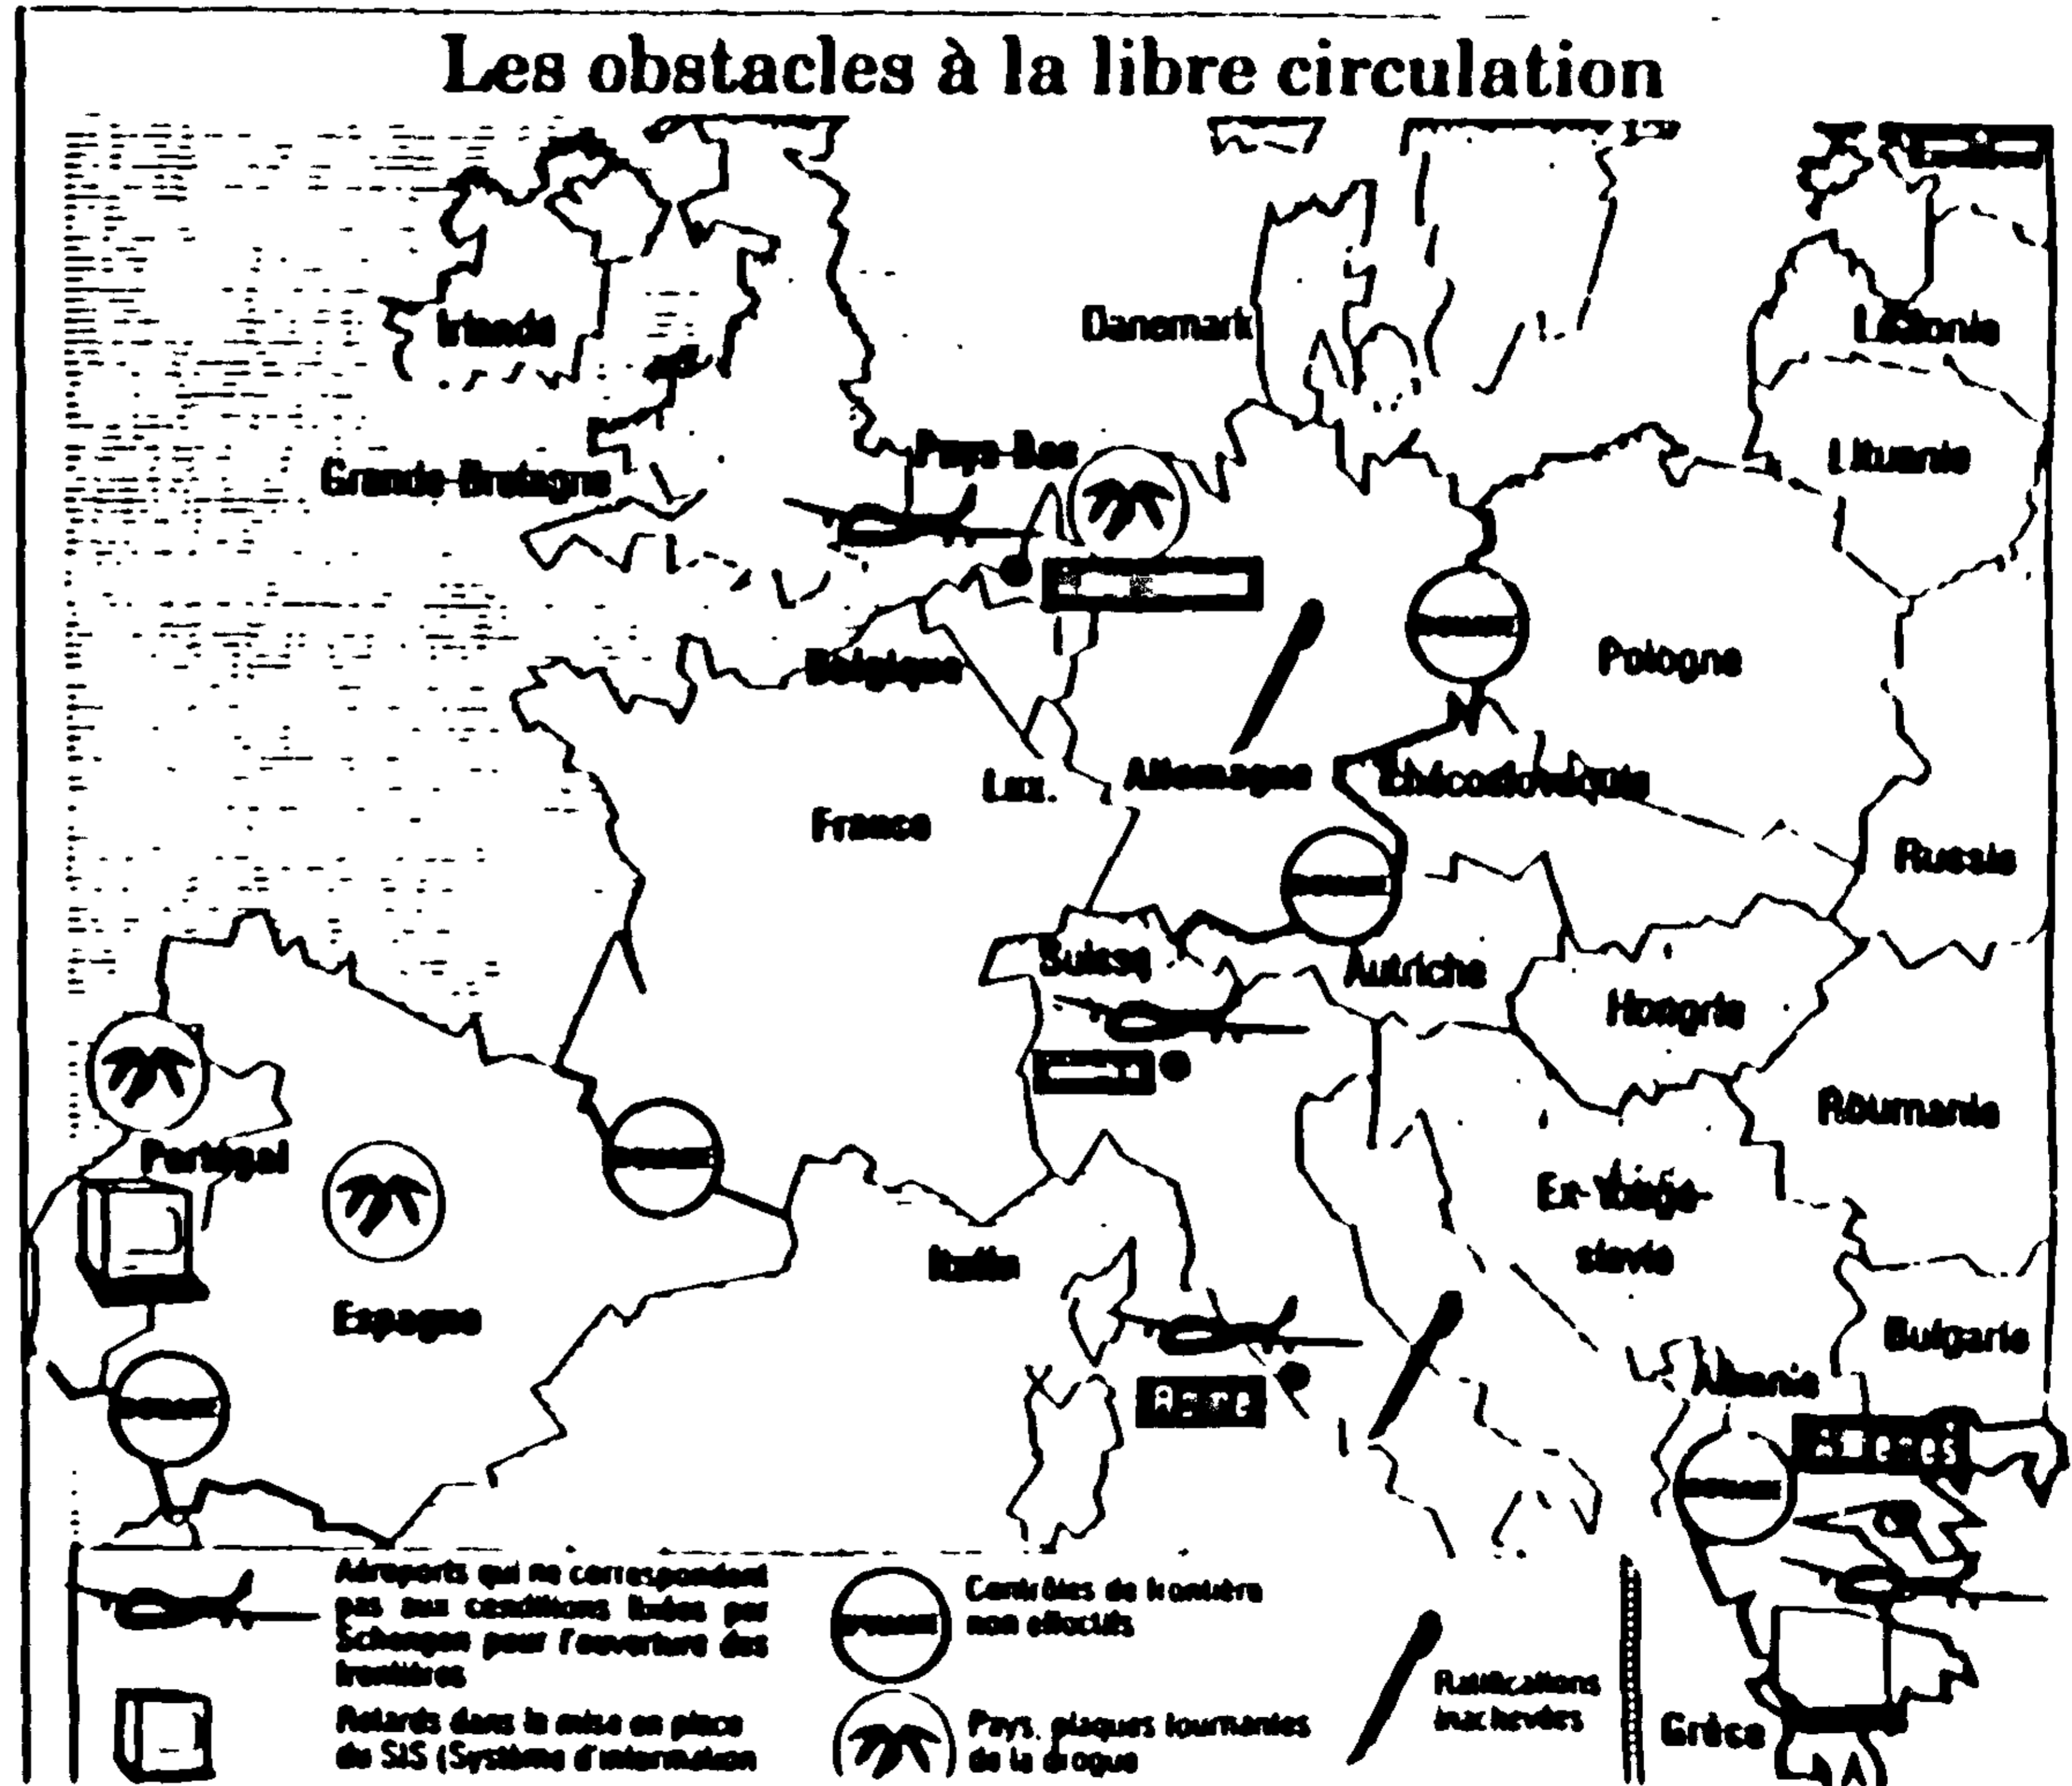 Les obstacles à la libre circulation
Irlande
Danemark
Lettonie
Grande-Bretagne
Pays-Bas
Lituanie
Belgique
Pologne
Lux.
Allemagne
Tchécoslovaquie
France
Russie
Suisse
Autriche
Hongrie
Roumanie
Portugal
Ex-Yougo-
slavie
Italie
Espagne
Bulgarie
Albanie
Rome
Athènes
Aéroports qui ne correspondent
pas aux conditions fixées par
Schengen pour l'ouverture des
frontières
Retards dans la mise en place
du SIS (Système d'information
Contrôles de frontière
non effectués
Pays, plaques tournantes
de la drogue
Ratifications
inachevées
Grèce